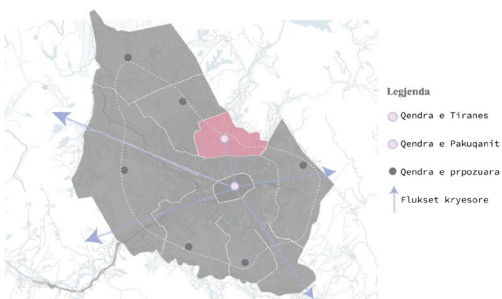 Legjenda
Qendra e Tiranes
Qendra e Pakuqanit
Qendra e prpozuara
Flukset kryesore